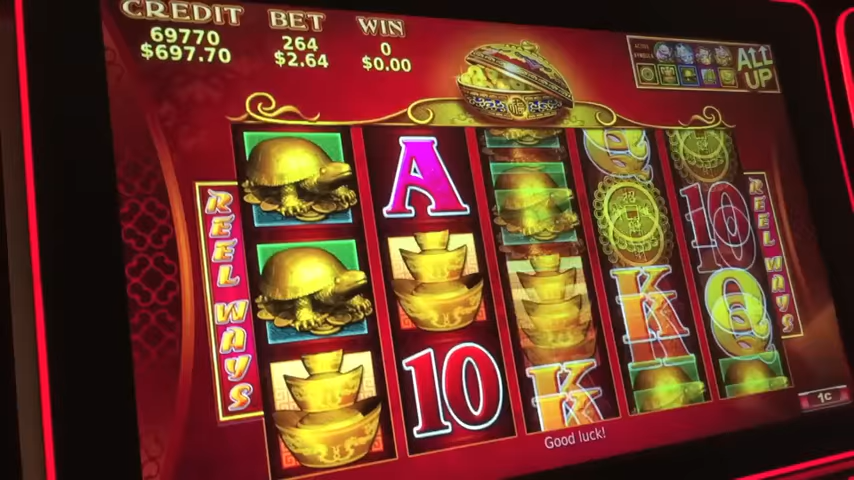 CREDIT BET WIN
69770 264 0
$697.70 $2.64 $0.00
ALL UP
REEL WAYS
A
10
K
Q
K
10
Q
REEL WAYS
1C
Good luck!